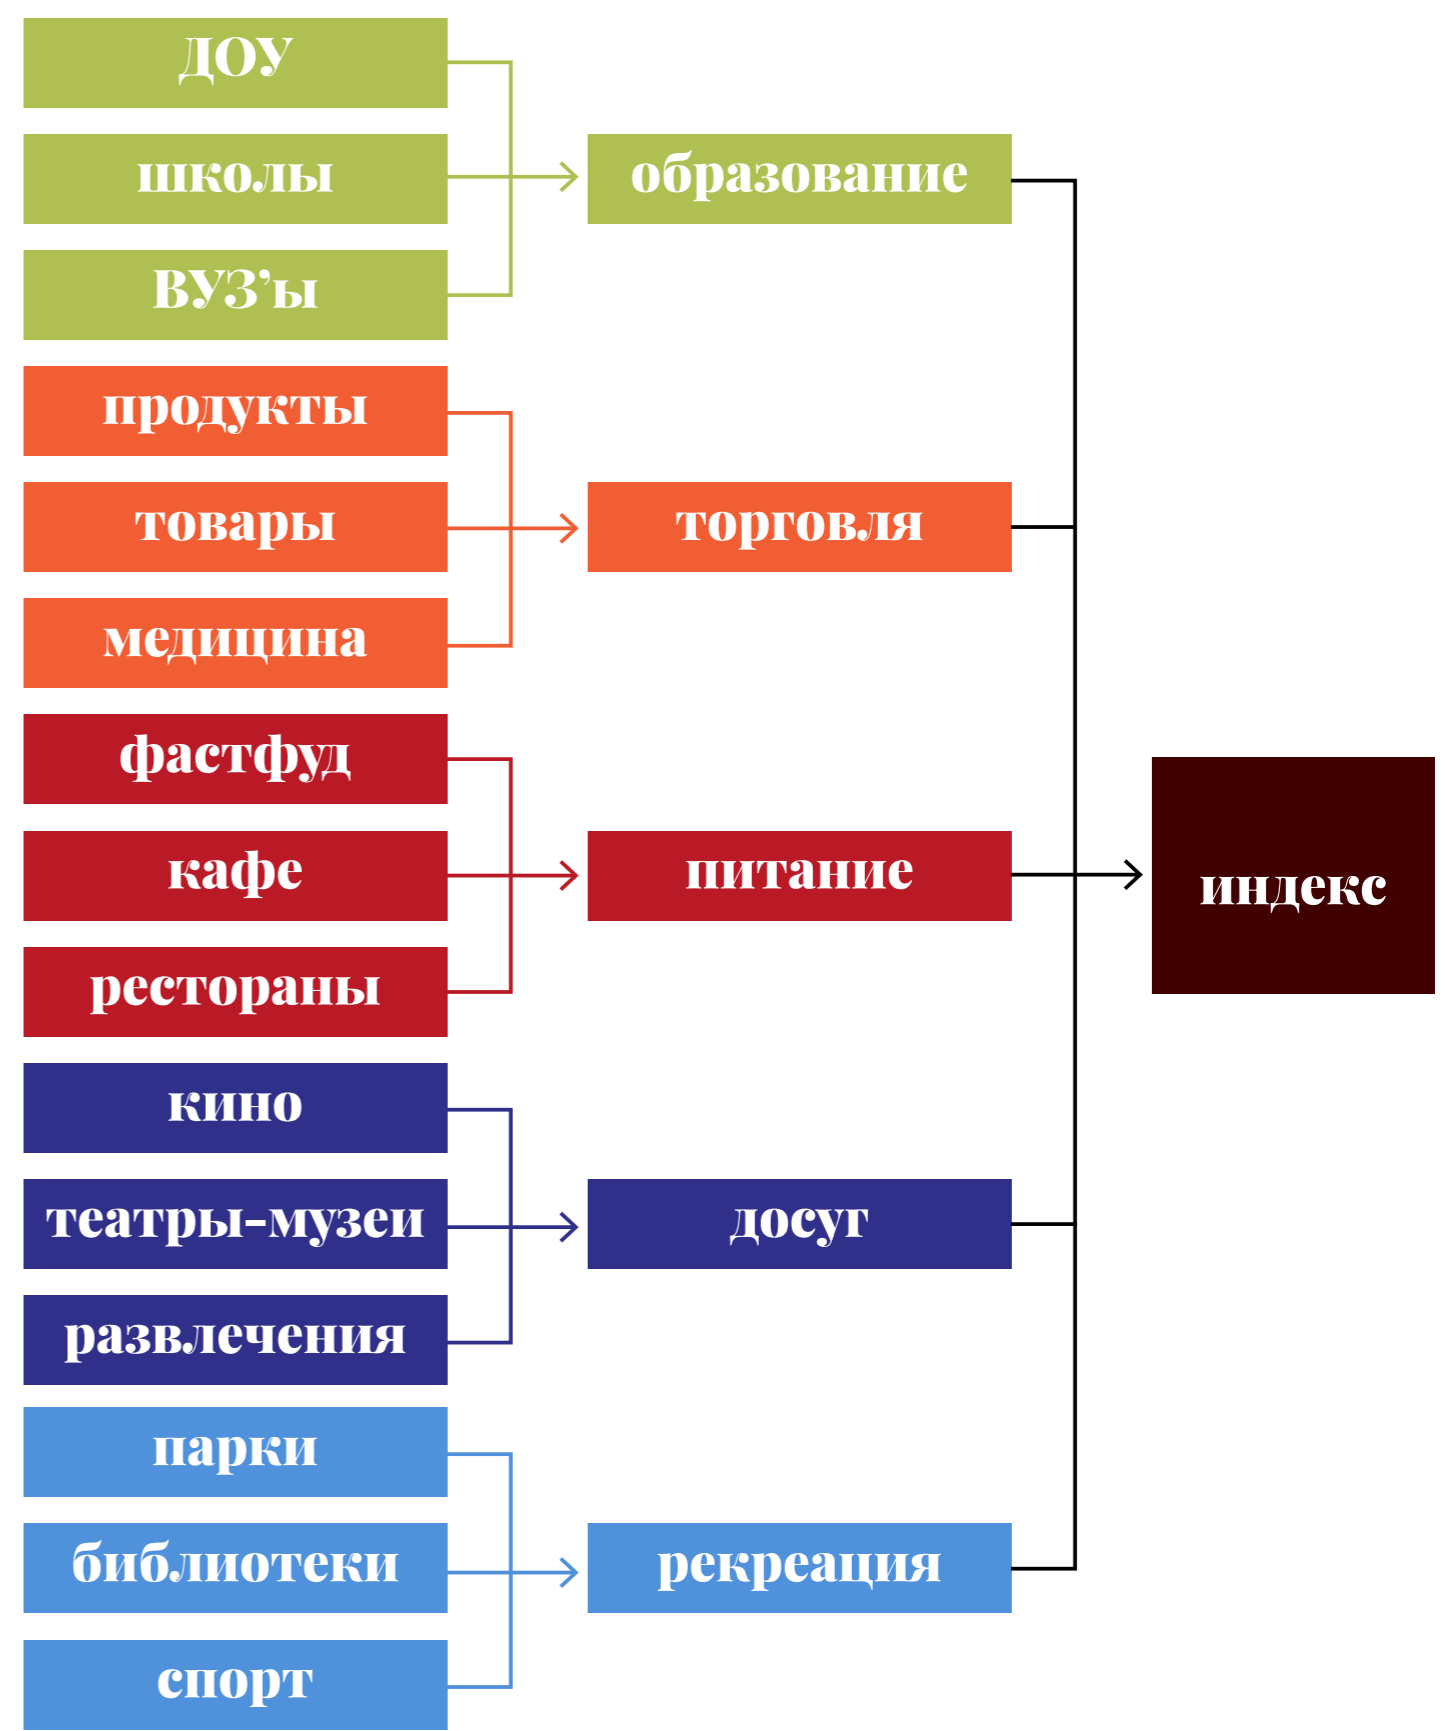 ДОУ
школы
ВУЗ’ы
образование
продукты
товары
медицина
торговля
фастфуд
кафе
рестораны
питание
кино
театры-музеи
развлечения
досуг
парки
библиотеки
спорт
рекреация
индекс